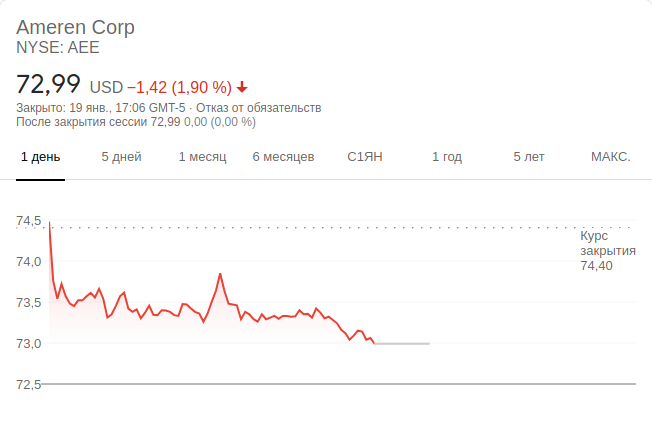 Ameren Corp
NYSE: AEE
72,99 USD −1,42 (1,90 %)
Закрыто: 19 янв., 17:06 GMT-5 · Отказ от обязательств
После закрытия сессии 72,99 0,00 (0,00 %)
1 день 5 дней 1 месяц 6 месяцев С1ЯН 1 год 5 лет МАКС.
74,5
Курс
закрытия
74,40
74,0
73,5
73,0
72,5